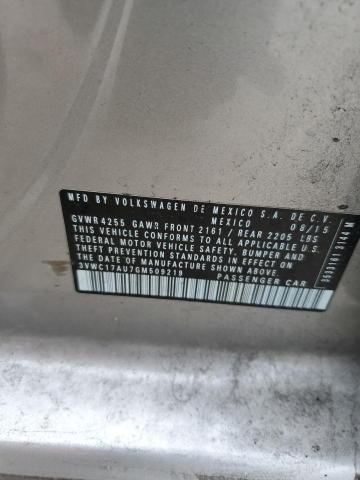 MFD BY VOLKSWAGEN DE MEXICO S.A. DE C.V.
MEXICO 08/15
GVWR 4255 GAWR FRONT 2161 / REAR 2205 LBS
THIS VEHICLE CONFORMS TO ALL APPLICABLE U.S.
FEDERAL MOTOR VEHICLE SAFETY, BUMPER AND
THEFT PREVENTION STANDARDS IN EFFECT ON
THE DATE OF MANUFACTURE SHOWN ABOVE
3VWC17AU7GM509219 PASSENGER CAR